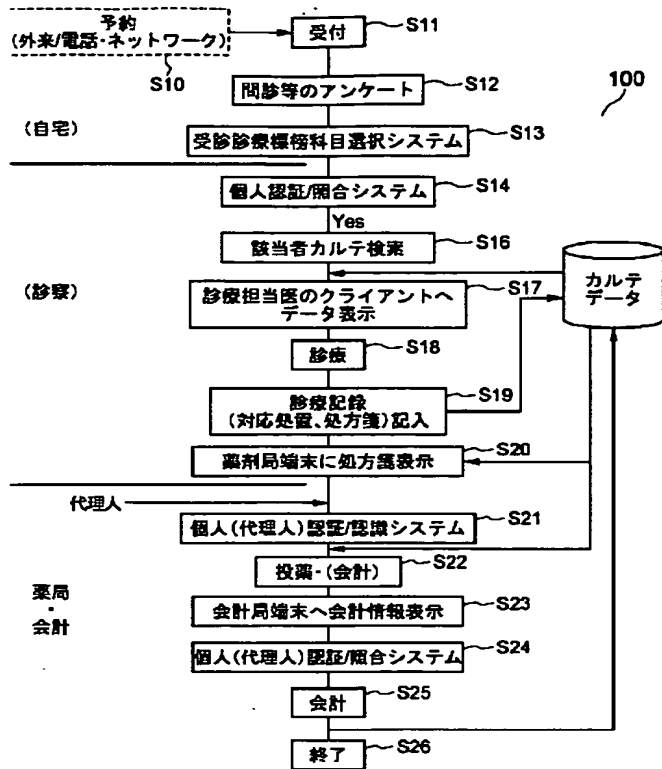 予約
(外来/電話・ネットワーク)
S10
受付
S11
問診等のアンケート
S12
100
(自宅)
受診診療標榜科目選択システム
S13
個人認証/照合システム
S14
Yes
該当者カルテ検索
S16
カルテ
データ
(診察)
診療担当医のクライアントへ
データ表示
S17
診療
S18
診療記録
(対応処置、処方箋)記入
S19
薬剤局端末に処方箋表示
S20
代理人
個人(代理人)認証/認識システム
S21
投薬・(会計)
S22
薬局
・
会計
会計局端末へ会計情報表示
S23
個人(代理人)認証/照合システム
S24
会計
S25
終了
S26